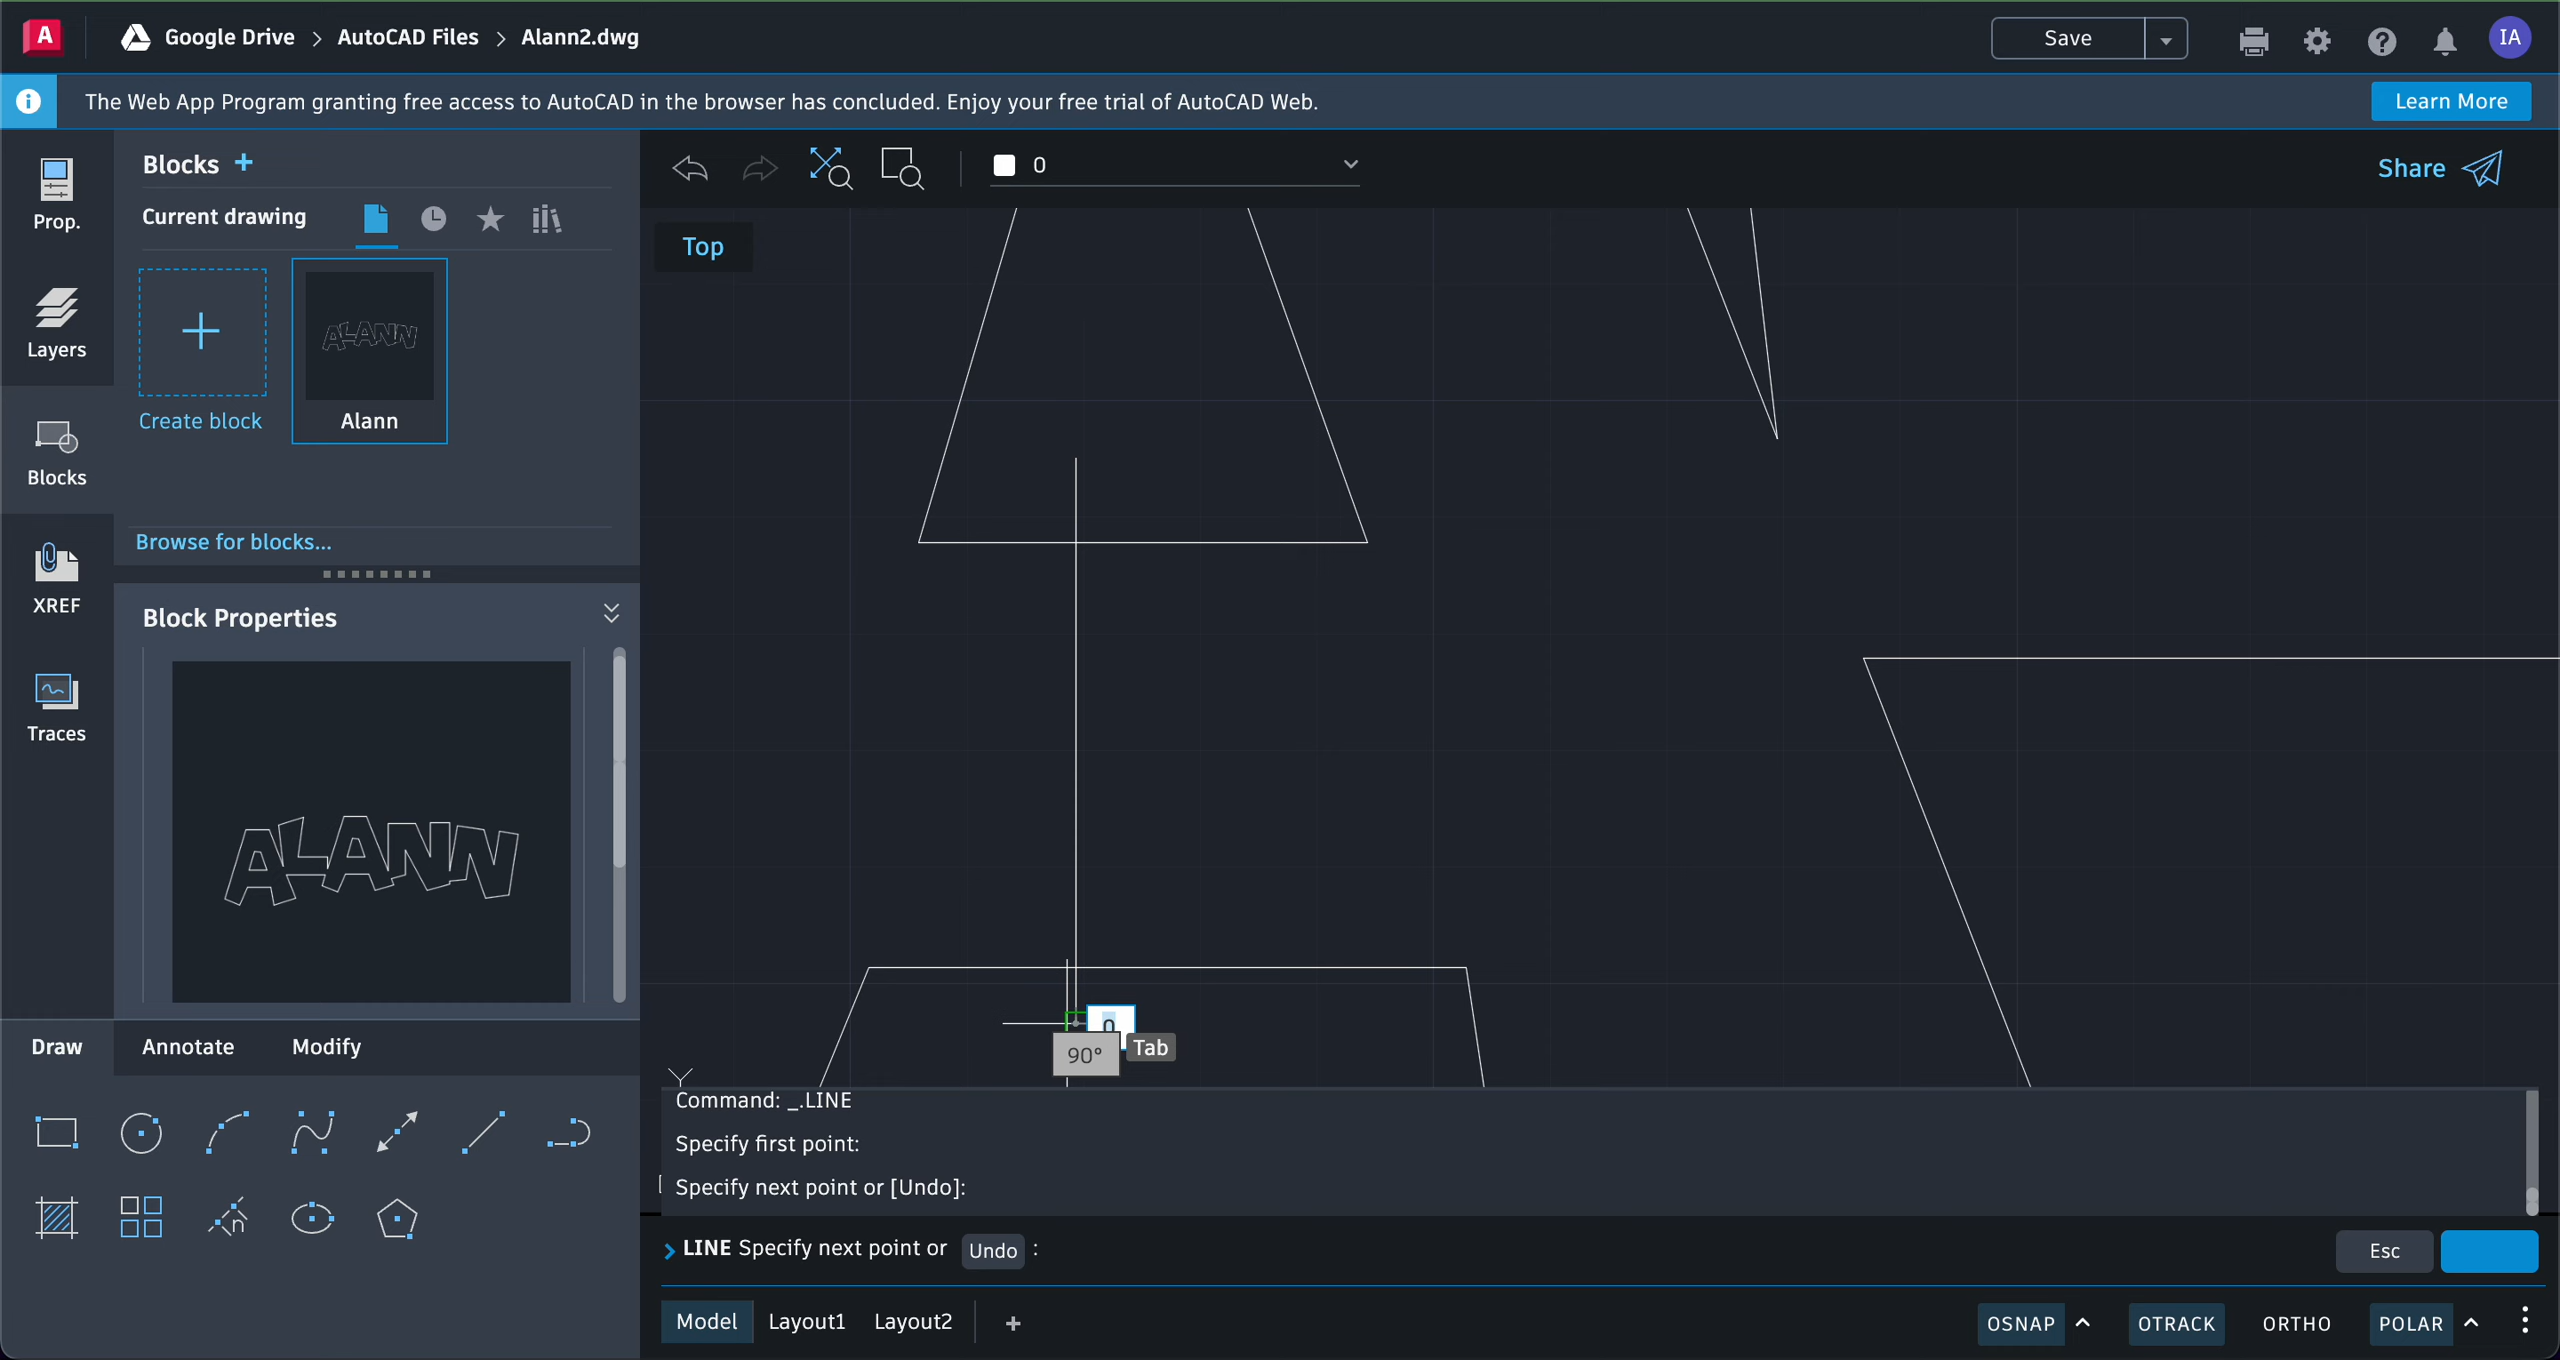 A
Google Drive > AutoCAD Files > Alann2.dwg
Save
IA
The Web App Program granting free access to AutoCAD in the browser has concluded. Enjoy your free trial of AutoCAD Web.
Learn More
Prop.
Layers
Blocks
XREF
Traces
Blocks +
Current drawing
Create block
ALANN
Alann
Browse for blocks...
Block Properties
ALANN
0
Share
Top
0
90°
Tab
Y
Draw
Annotate
Modify
Command: _.LINE
Specify first point:
Specify next point or [Undo]:
LINE Specify next point or Undo :
Esc
Model
Layout1
Layout2
+
OSNAP
OTRACK
ORTHO
POLAR